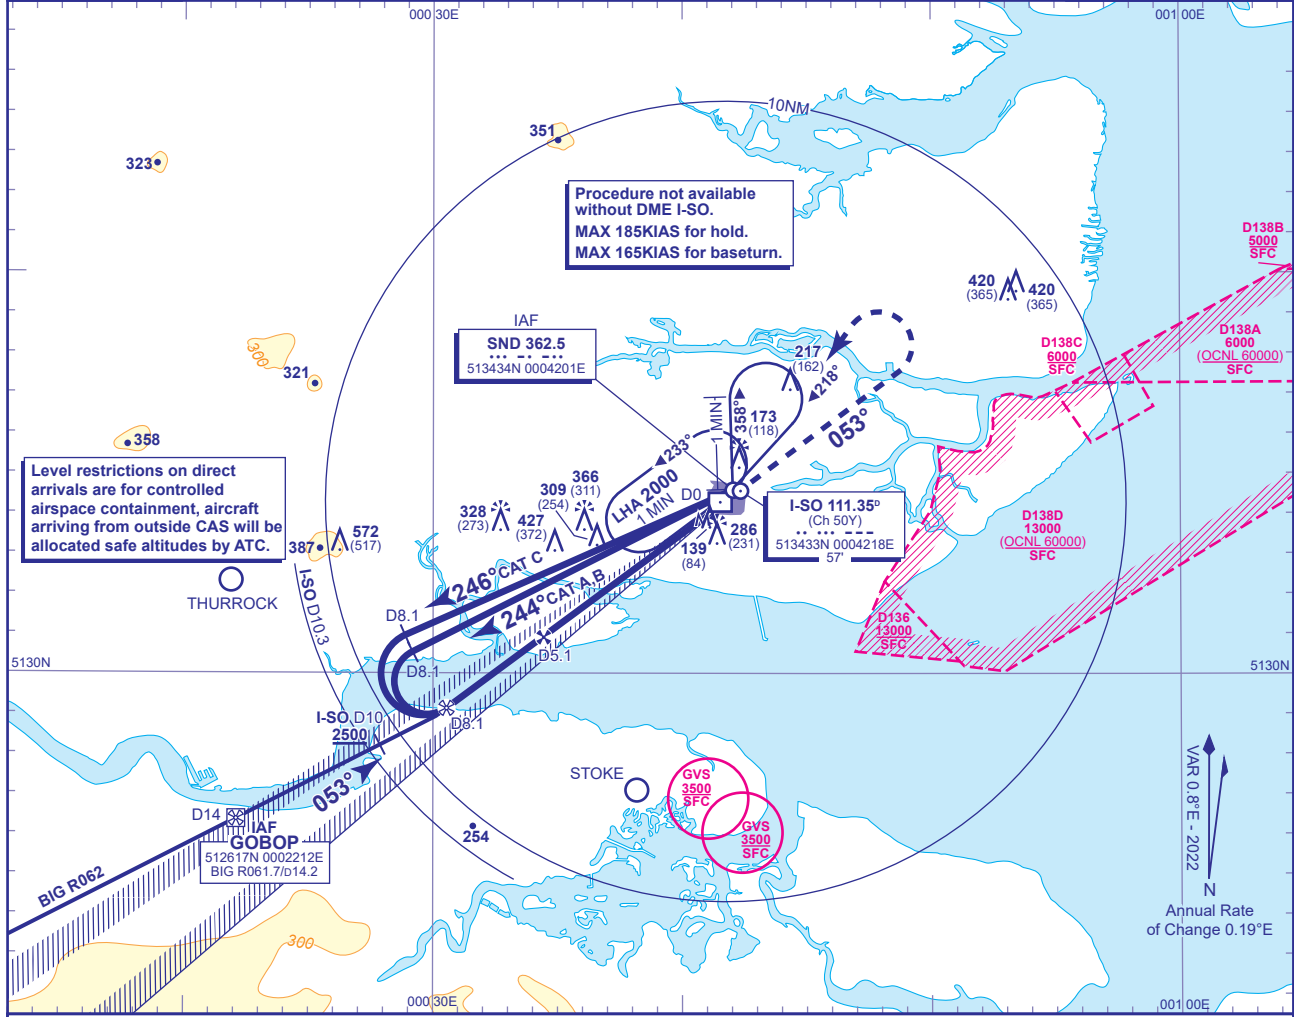 000 30E
001 00E
10NM
351
323
Procedure not available
without DME I-SO.
MAX 185KIAS for hold.
MAX 165KIAS for baseturn.
D138B
5000
SFC
420
(365)
420
(365)
IAF
SND 362.5
513434N 0004201E
300
321
217
(162)
218°
D138C
6000
SFC
D138A
6000
(OCNL 60000)
SFC
358
1 MIN
358°
173
(118)
053°
233°
Level restrictions on direct
arrivals are for controlled
airspace containment, aircraft
arriving from outside CAS will be
allocated safe altitudes by ATC.
366
(311)
309
(254)
328
(273)
427
(372)
LHA 2000
1 MIN
D0
I-SO 111.35D
(Ch 50Y)
513433N 0004218E
57'
286
(231)
139
(84)
D138D
13000
(OCNL 60000)
SFC
387
572
(517)
THURROCK
I-SO D10.3
246° CAT C
244° CAT A,B
D8.1
D8.1
D5.1
D136
13000
SFC
5130N
5130N
D8.1
I-SO D10
2500
053°
STOKE
GVS
3500
SFC
GVS
3500
SFC
VAR 0.8°E - 2022
D14
IAF
GOBOP
512617N 0002212E
BIG R061.7/D14.2
254
BIG R062
N
Annual Rate
of Change 0.19°E
300
000 30E
001 00E